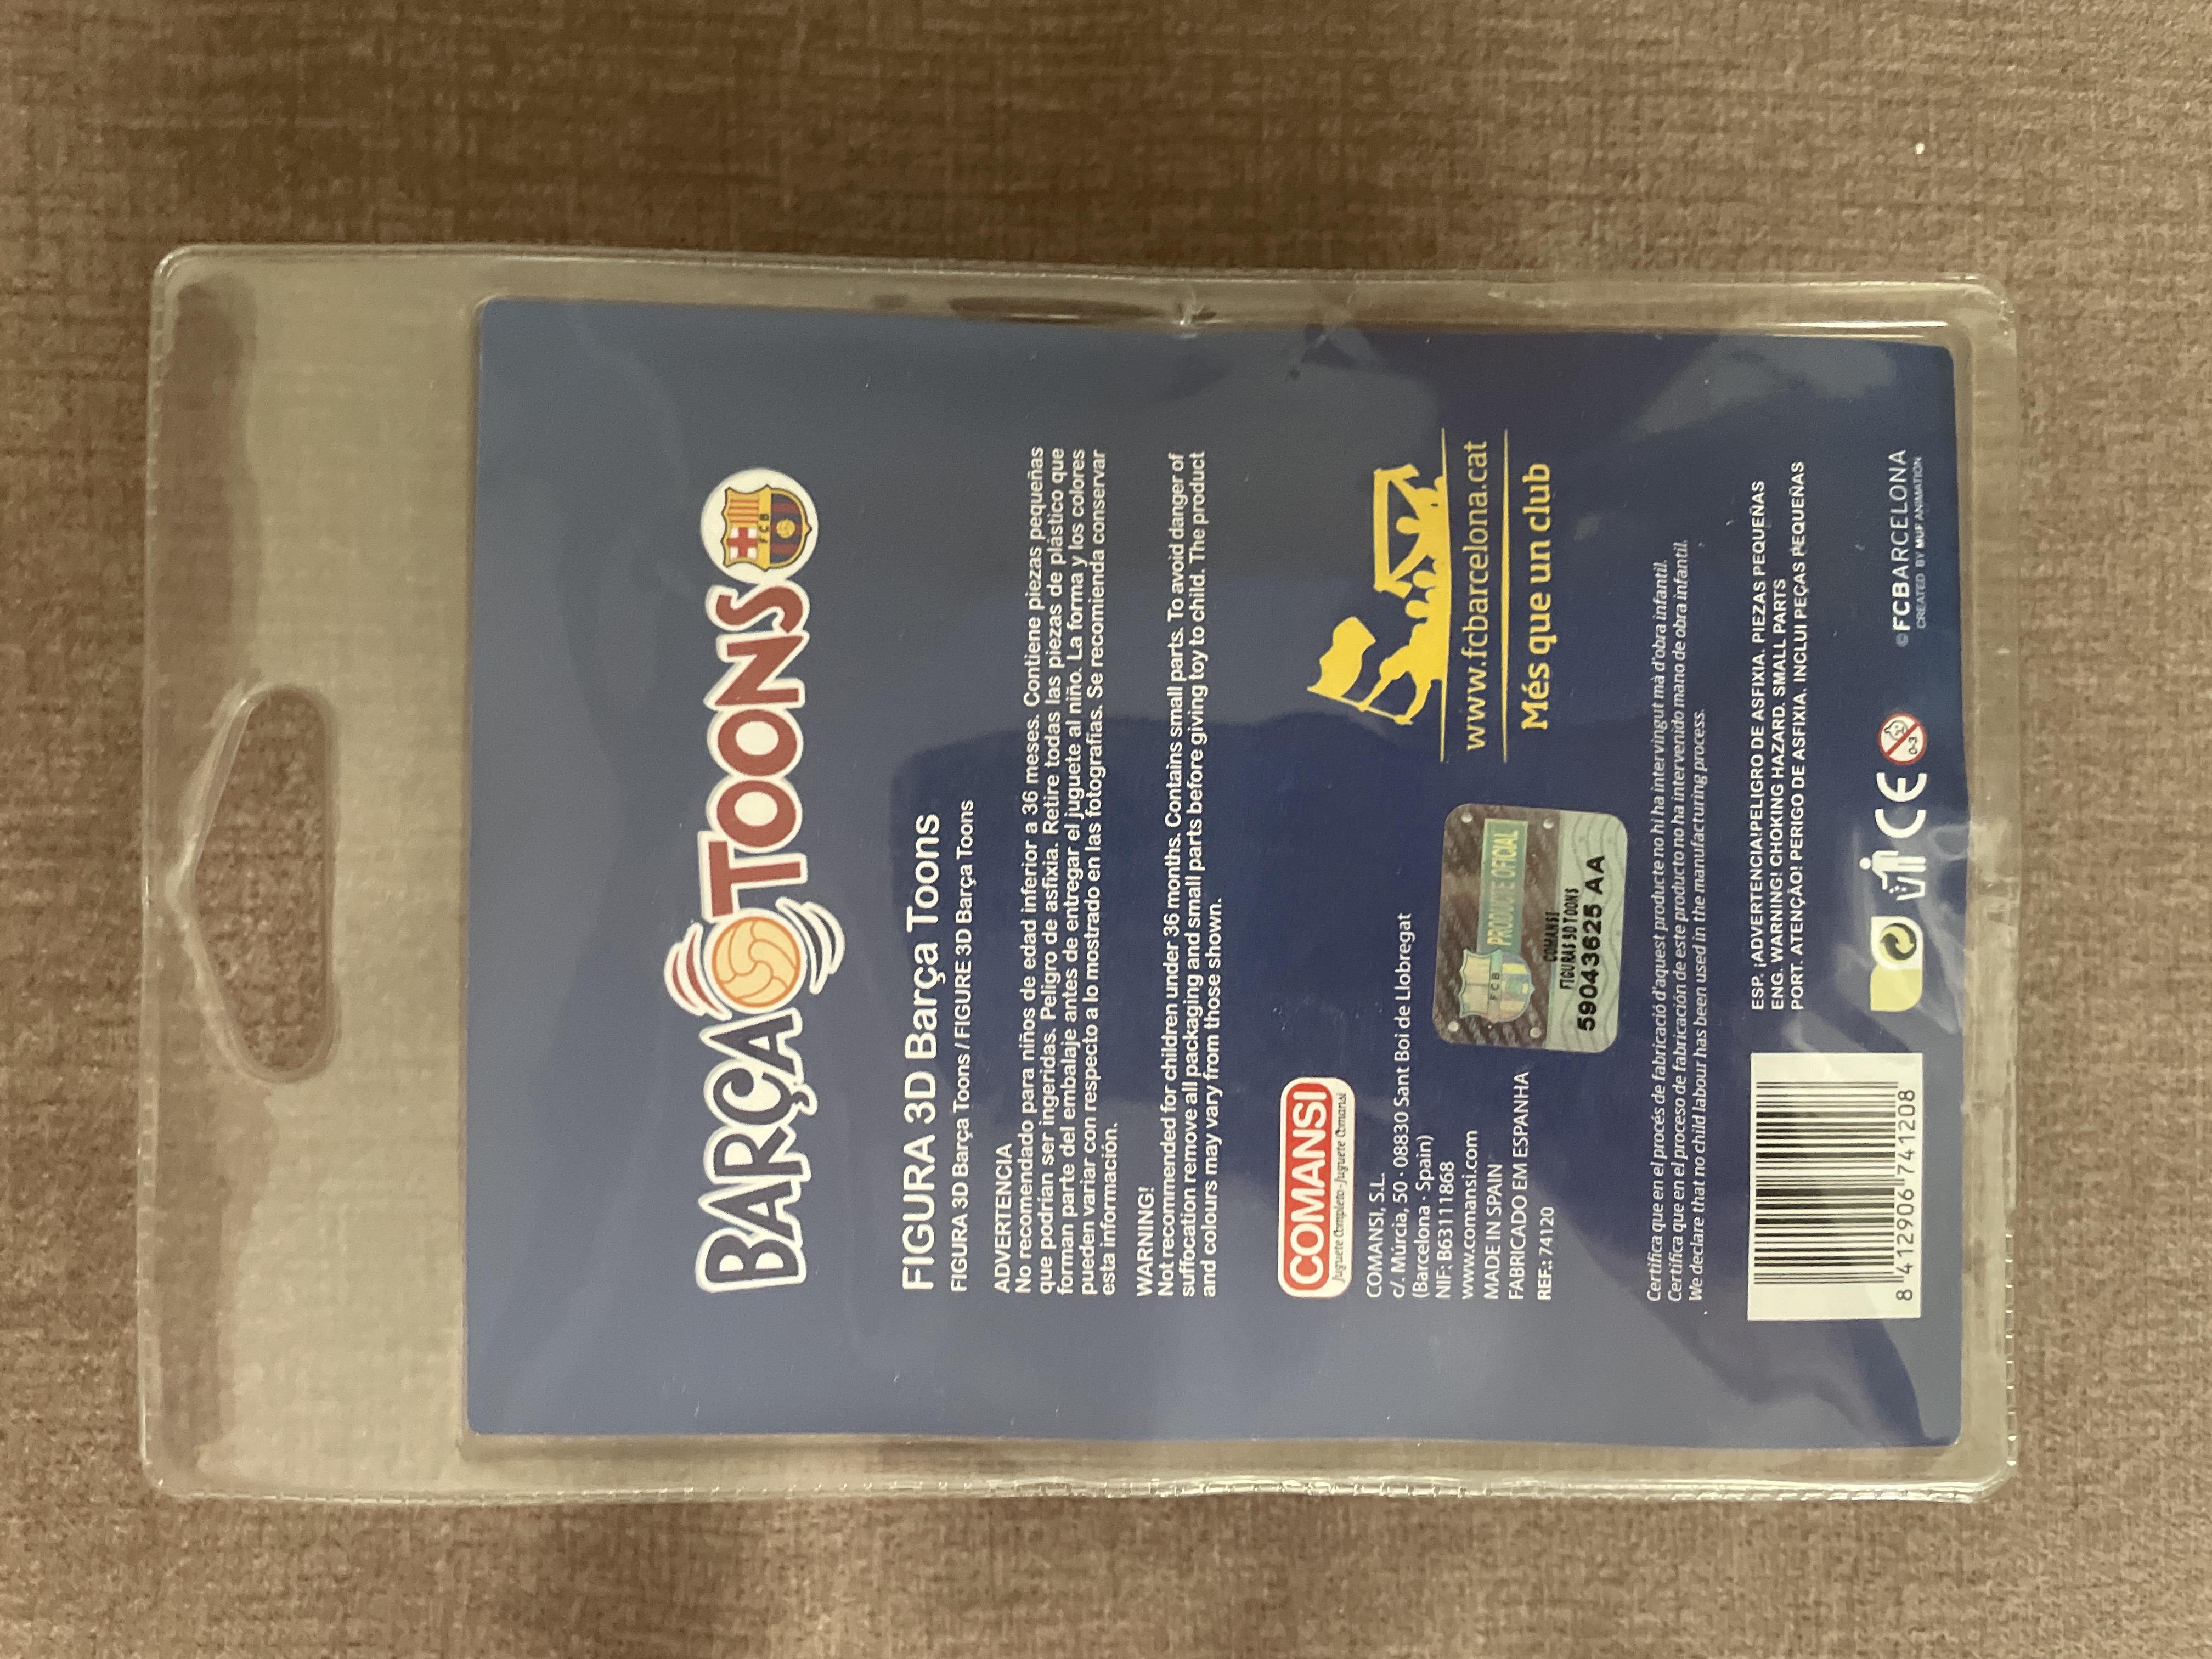 BARÇA TOONS
FCB
FIGURA 3D Barça Toons
FIGURA 3D Barça Toons / FIGURE 3D Barça Toons
ADVERTENCIA
No recomendado para niños de edad inferior a 36 meses. Contiene piezas pequeñas
que podrían ser ingeridas. Peligro de asfixia. Retire todas las piezas de plástico que
forman parte del embalaje antes de entregar el juguete al niño. La forma y los colores
pueden variar con respecto a lo mostrado en las fotografías. Se recomienda conservar
esta información.
WARNING!
Not recommended for children under 36 months. Contains small parts. To avoid danger of
suffocation remove all packaging and small parts before giving toy to child. The product
and colours may vary from those shown.
COMANSI
Juguete Completo-Juguete Comansi
COMANSI, S.L.
c/. Múrcia, 50 · 08830 Sant Boi de Llobregat
(Barcelona · Spain)
NIF: B63111868
www.comansi.com
MADE IN SPAIN
FABRICADO EM ESPANHA
REF.: 74120
FCB PRODUCTE OFICIAL
COMANSI
FIGURAS 3D TOONS
59043625 AA
www.fcbarcelona.cat
Més que un club
Certifica que en el procés de fabricació d'aquest producte no hi ha intervingut mà d'obra infantil.
Certifica que en el proceso de fabricación de este producto no ha intervenido mano de obra infantil.
We declare that no child labour has been used in the manufacturing process.
8 412906 741208
ESP. ¡ADVERTENCIA!PELIGRO DE ASFIXIA. PIEZAS PEQUEÑAS
ENG. WARNING! CHOKING HAZARD. SMALL PARTS
PORT. ATENÇÃO! PERIGO DE ASFIXIA. INCLUI PEÇAS PEQUEÑAS
CE
0-3
©FCBARCELONA
CREATED BY MUF ANIMATION